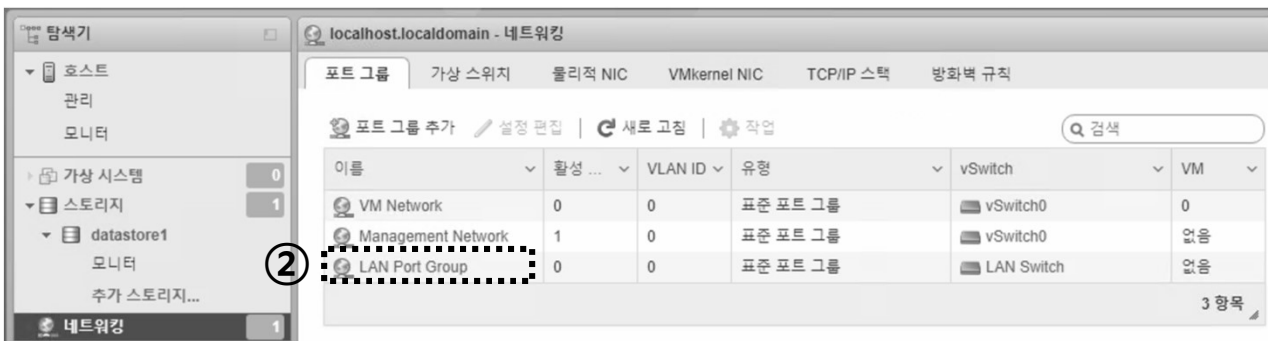 탐색기
호스트
관리
모니터
가상 시스템 0
스토리지 1
datastore1
모니터
추가 스토리지...
네트워킹 1
localhost.localdomain - 네트워킹
포트 그룹 가상 스위치 물리적 NIC VMkernel NIC TCP/IP 스택 방화벽 규칙
포트 그룹 추가 설정 편집 새로 고침 작업 검색
이름 활성 ... VLAN ID 유형 vSwitch VM
VM Network 0 0 표준 포트 그룹 vSwitch0 0
Management Network 1 0 표준 포트 그룹 vSwitch0 없음
② LAN Port Group 0 0 표준 포트 그룹 LAN Switch 없음
3 항목